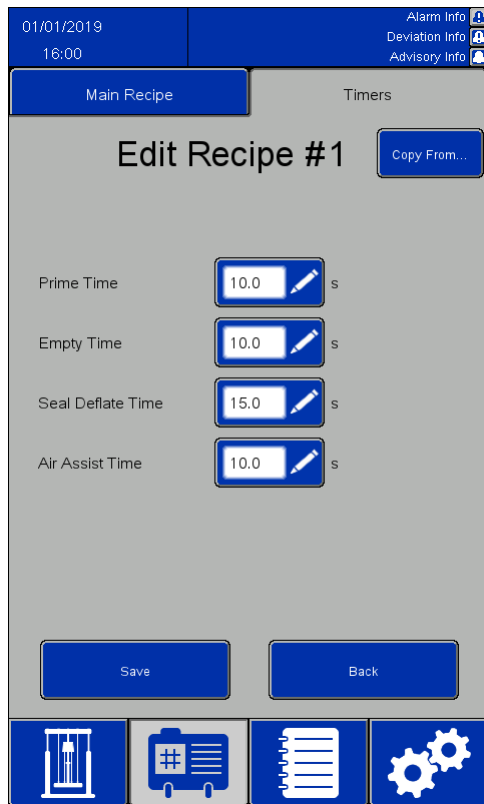 01/01/2019
16:00
Alarm Info
Deviation Info
Advisory Info
Main Recipe
Timers
Edit Recipe #1
Copy From...
Prime Time 10.0 s
Empty Time 10.0 s
Seal Deflate Time 15.0 s
Air Assist Time 10.0 s
Save
Back
#